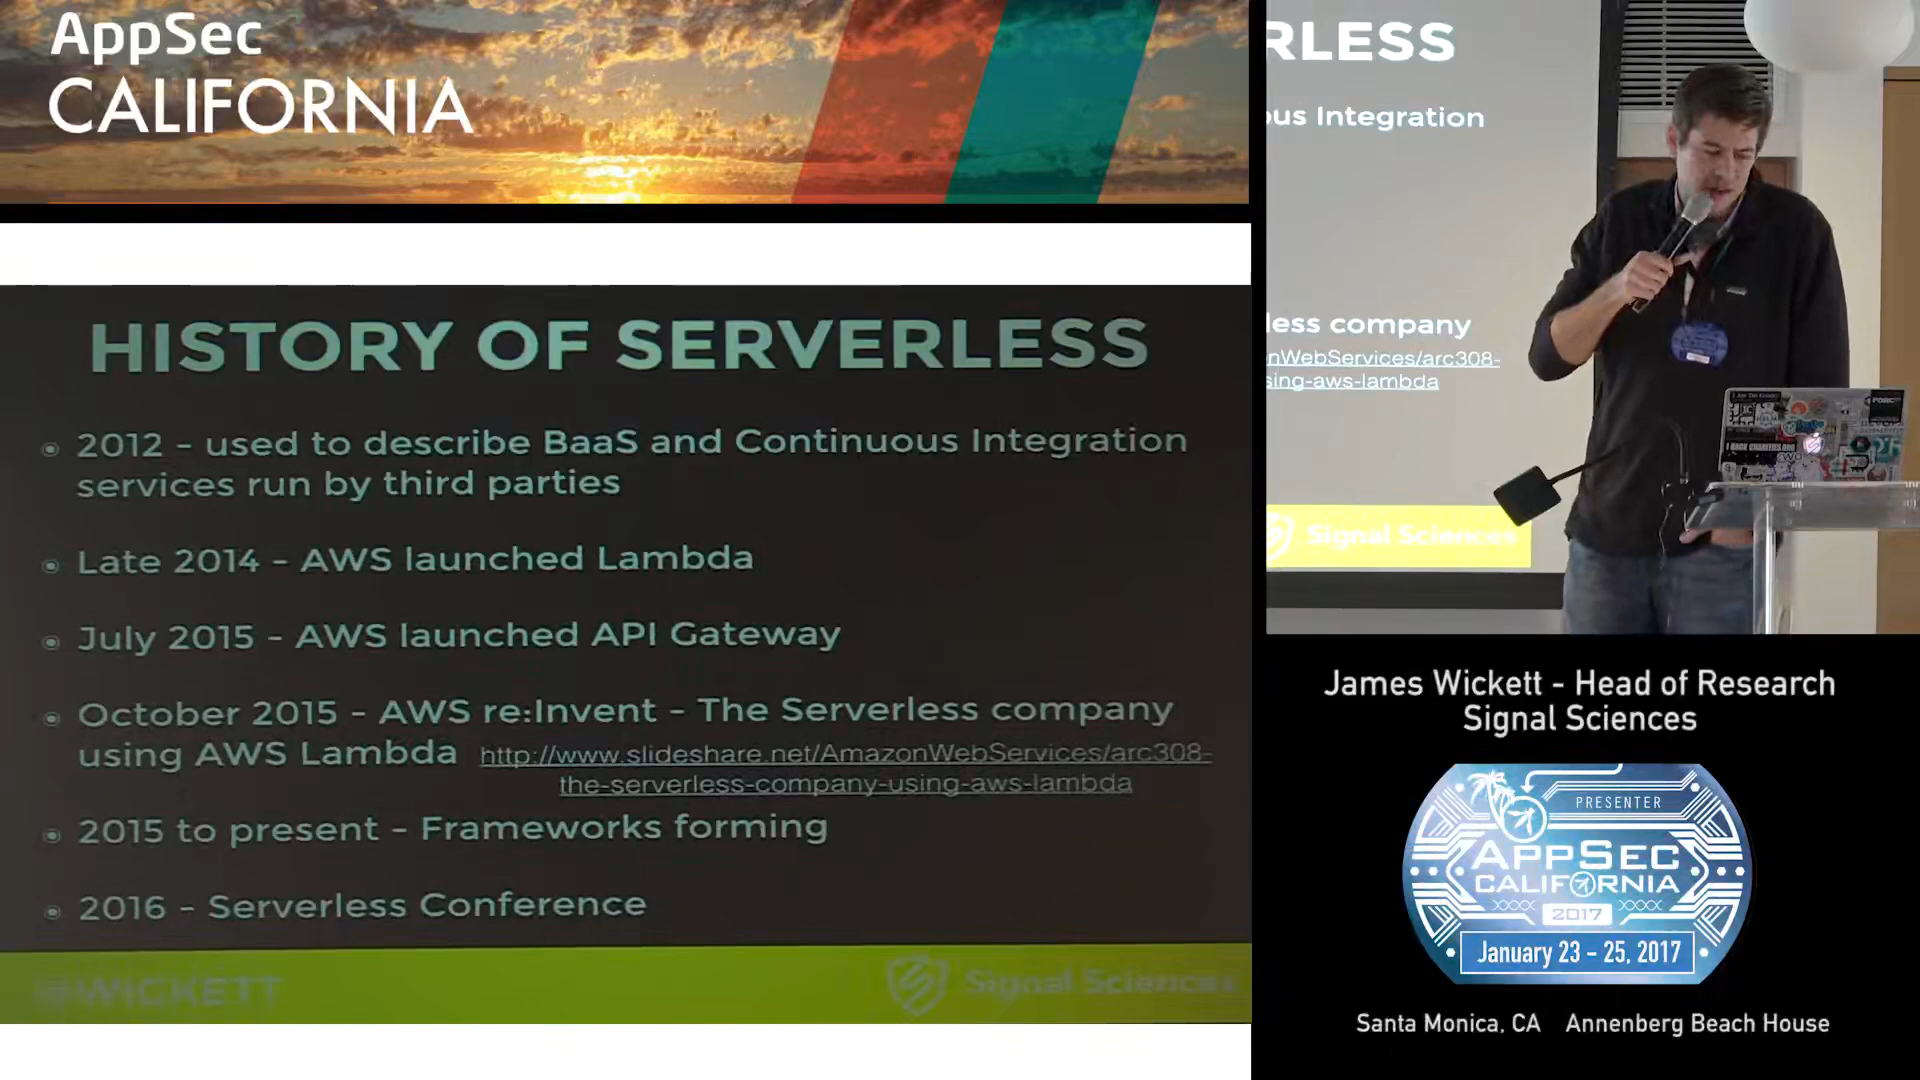 AppSec
CALIFORNIA
HISTORY OF SERVERLESS
2012 - used to describe BaaS and Continuous Integration
services run by third parties
Late 2014 - AWS launched Lambda
July 2015 - AWS launched API Gateway
October 2015 - AWS re:Invent - The Serverless company
using AWS Lambda http://www.slideshare.net/AmazonWebServices/arc308-
the-serverless-company-using-aws-lambda
2015 to present - Frameworks forming
2016 - Serverless Conference
@WICKETT
Signal Sciences
RLESS
ous Integration
less company
nWebServices/arc308-
sing-aws-lambda
Signal Sciences
James Wickett - Head of Research
Signal Sciences
PRESENTER
APPSEC
CALIFORNIA
2017
January 23 - 25, 2017
Santa Monica, CA Annenberg Beach House